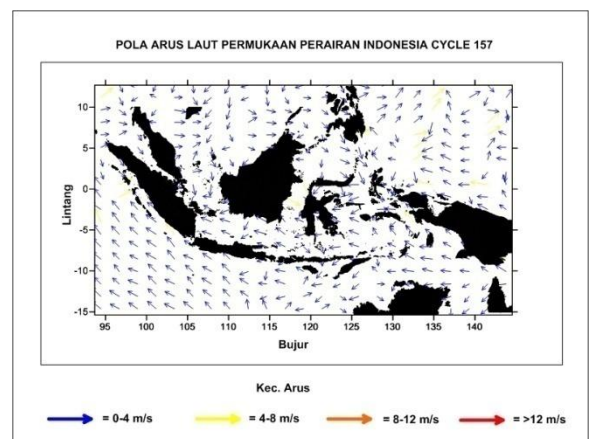 POLA ARUS LAUT PERMUKAAN PERAIRAN INDONESIA CYCLE 157
10
5
0
-5
-10
-15
Lintang
95 100 105 110 115 120 125 130 135 140
Bujur
Kec. Arus
= 0-4 m/s = 4-8 m/s = 8-12 m/s = >12 m/s